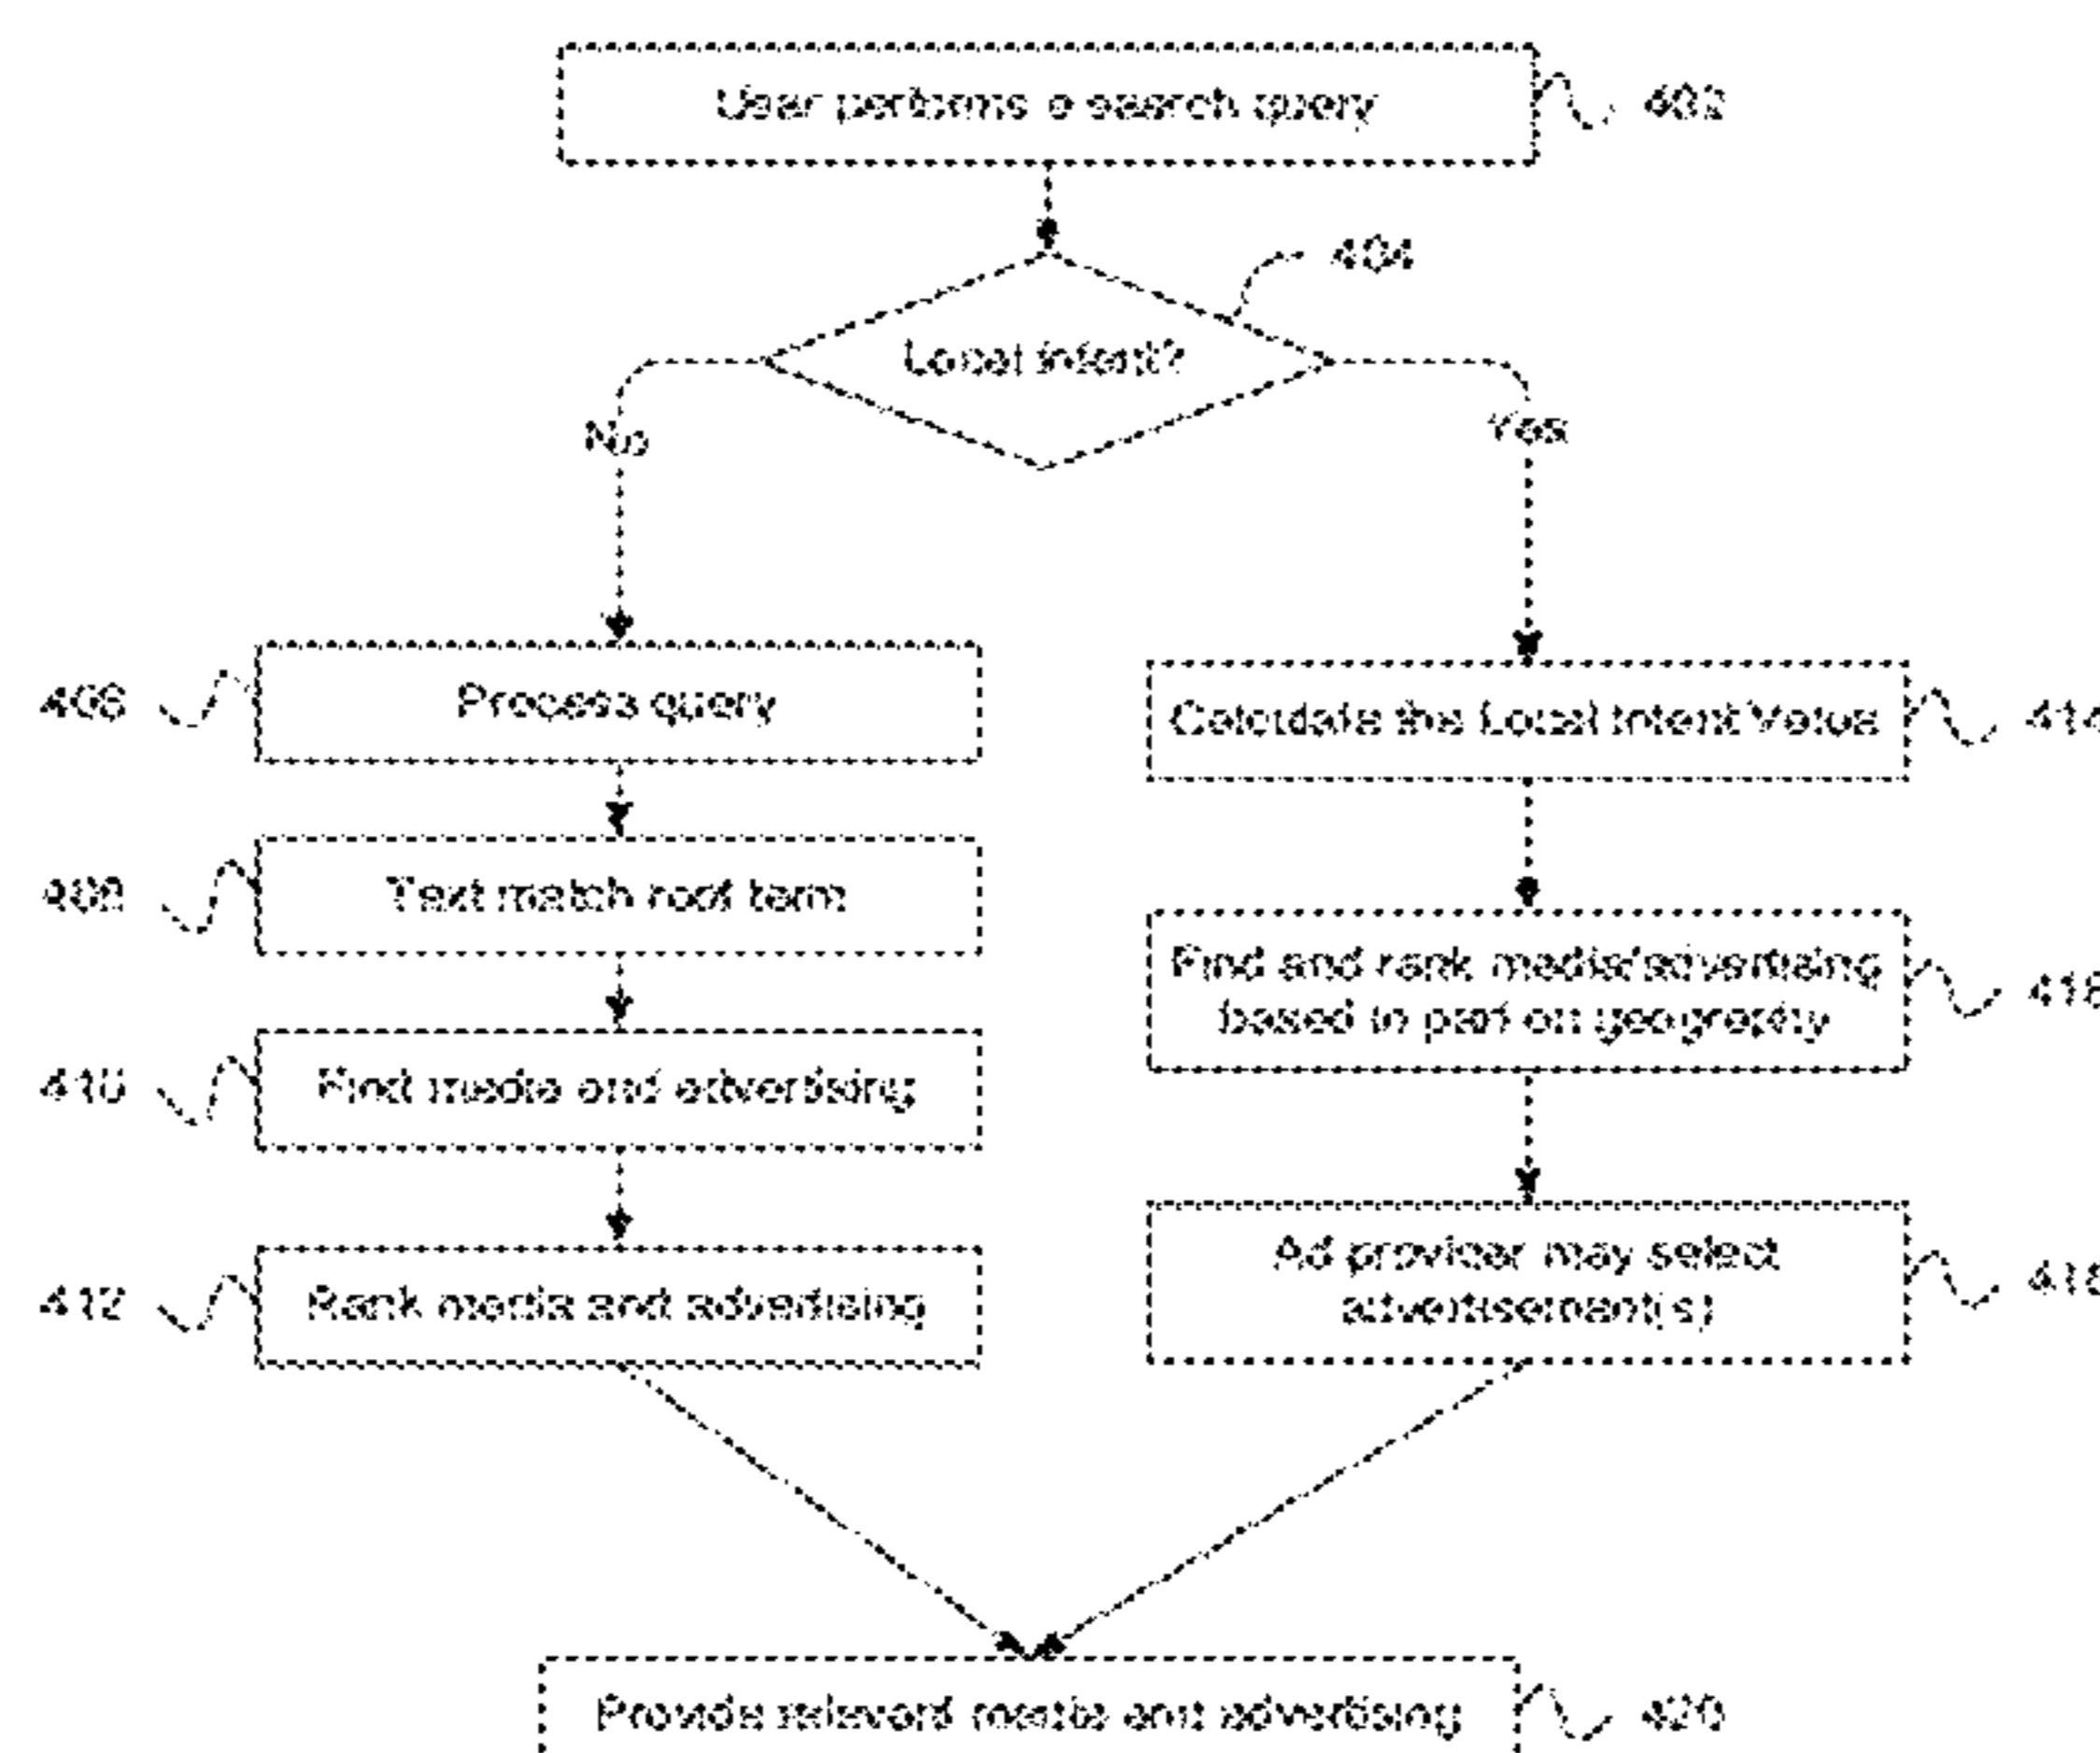 User performs a search query
402
404
Local intent?
No
Yes
Process query
Calculate the Local Intent Value
Text match root term
Find and rank media/advertising
based in part on geography
410
Find media and advertising
412
Rank media and advertising
Ad provider may select
advertisement(s)
Provide relevant media and advertising
420